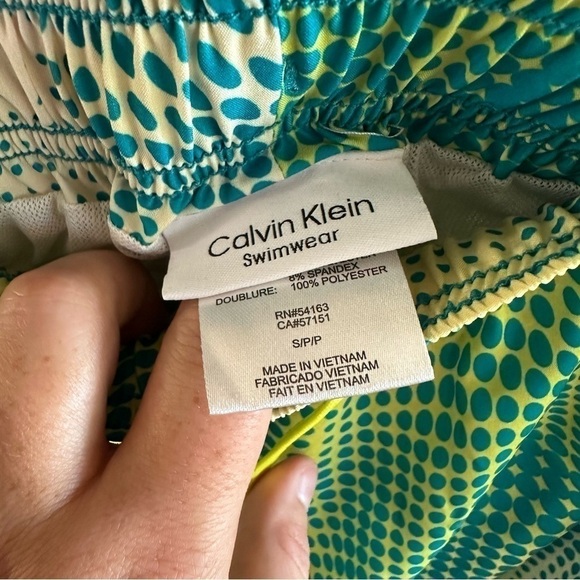 Calvin Klein
Swimwear
8% SPANDEX
DOUBLURE: 100% POLYESTER
RN#54163
CA#57151
S/P/P
MADE IN VIETNAM
FABRICADO VIETNAM
FAIT EN VIETNAM